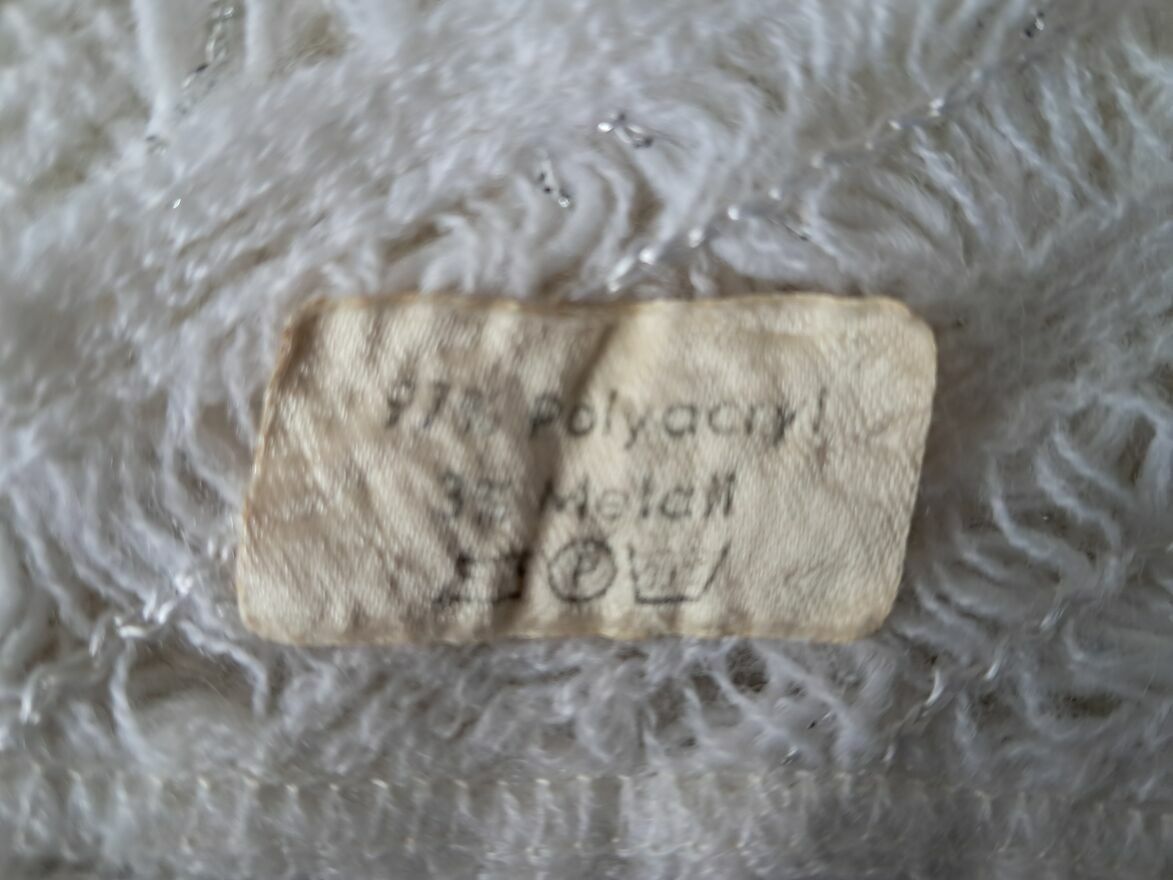 97% Polyacryl
3% Metall
P